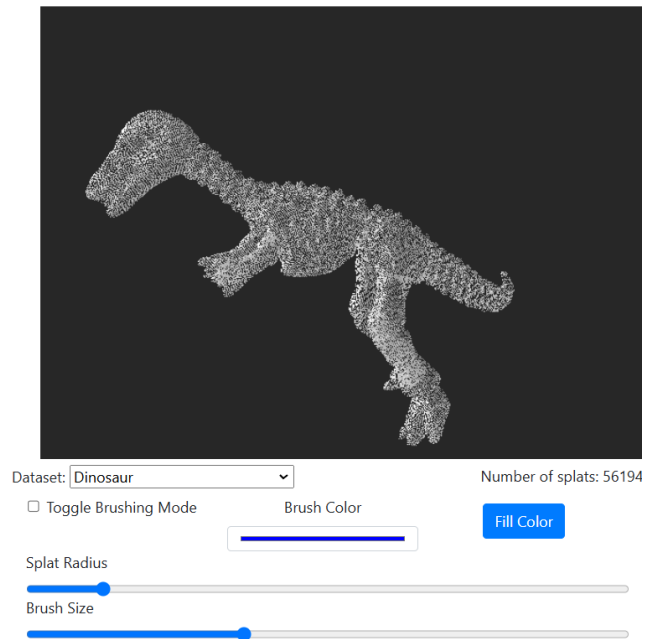 Dataset: Dinosaur
Number of splats: 56194
Toggle Brushing Mode
Brush Color
Fill Color
Splat Radius
Brush Size